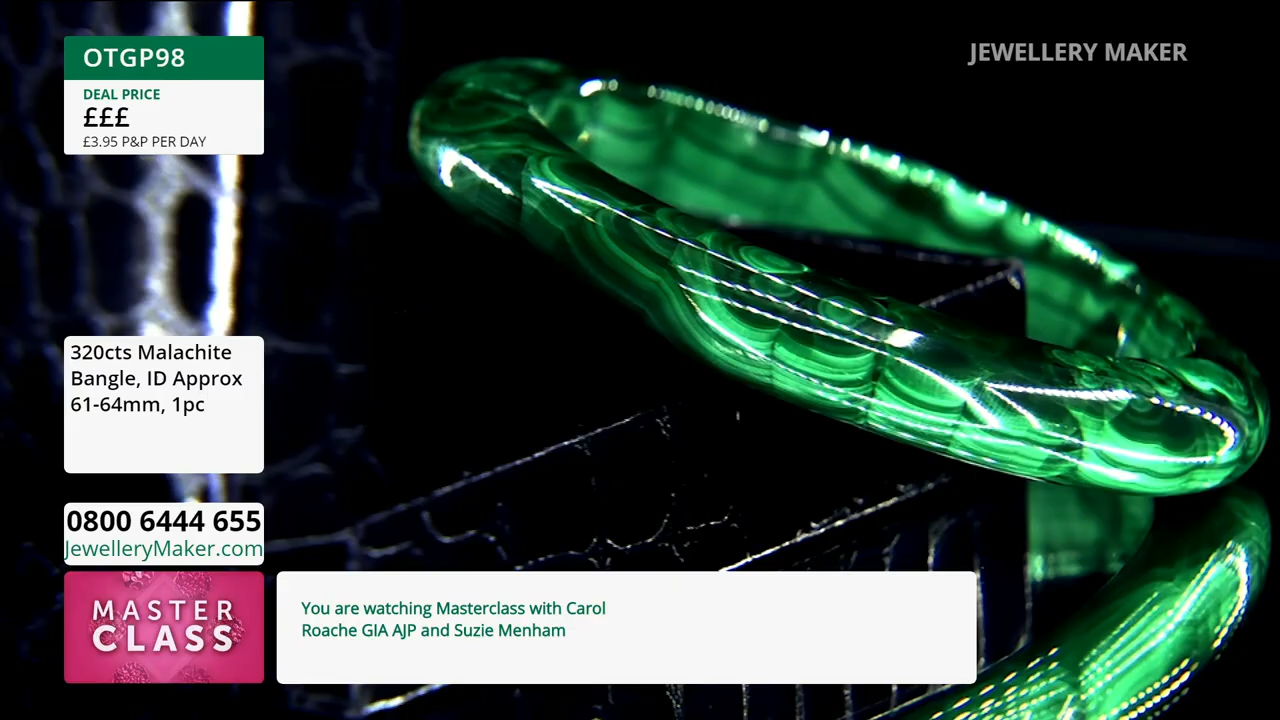 OTGP98
DEAL PRICE
£££
£3.95 P&P PER DAY
JEWELLERY MAKER
320cts Malachite
Bangle, ID Approx
61-64mm, 1pc
0800 6444 655
JewelleryMaker.com
MASTER
CLASS
You are watching Masterclass with Carol
Roache GIA AJP and Suzie Menham